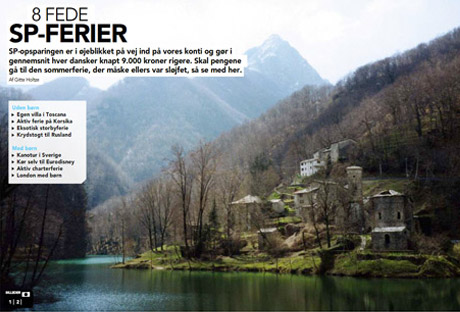 8 FEDE
SP-FERIER
SP-opsparingen er i øjeblikket på vej ind på vores konti og gør i
gennemsnit hver dansker knapt 9.000 kroner rigere. Skal pengene
gå til den sommerferie, der måske ellers var sløjfet, så se med her.
Af Gitte Holtze
Uden børn
▸ Egen villa i Toscana
▸ Aktiv ferie på Korsika
▸ Eksotisk storbyferie
▸ Krydstogt til Rusland
Med børn
▸ Kanotur i Sverige
▸ Kør selv til Eurodisney
▸ Aktiv charterferie
▸ London med børn
1 | 2 |